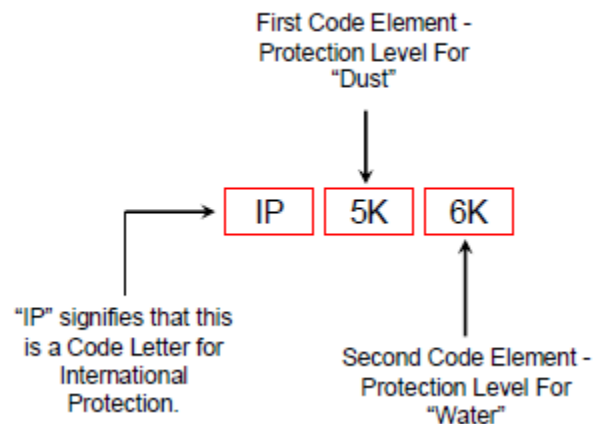 First Code Element -
Protection Level For
“Dust”
IP 5K 6K
“IP” signifies that this
is a Code Letter for
International
Protection.
Second Code Element -
Protection Level For
“Water”